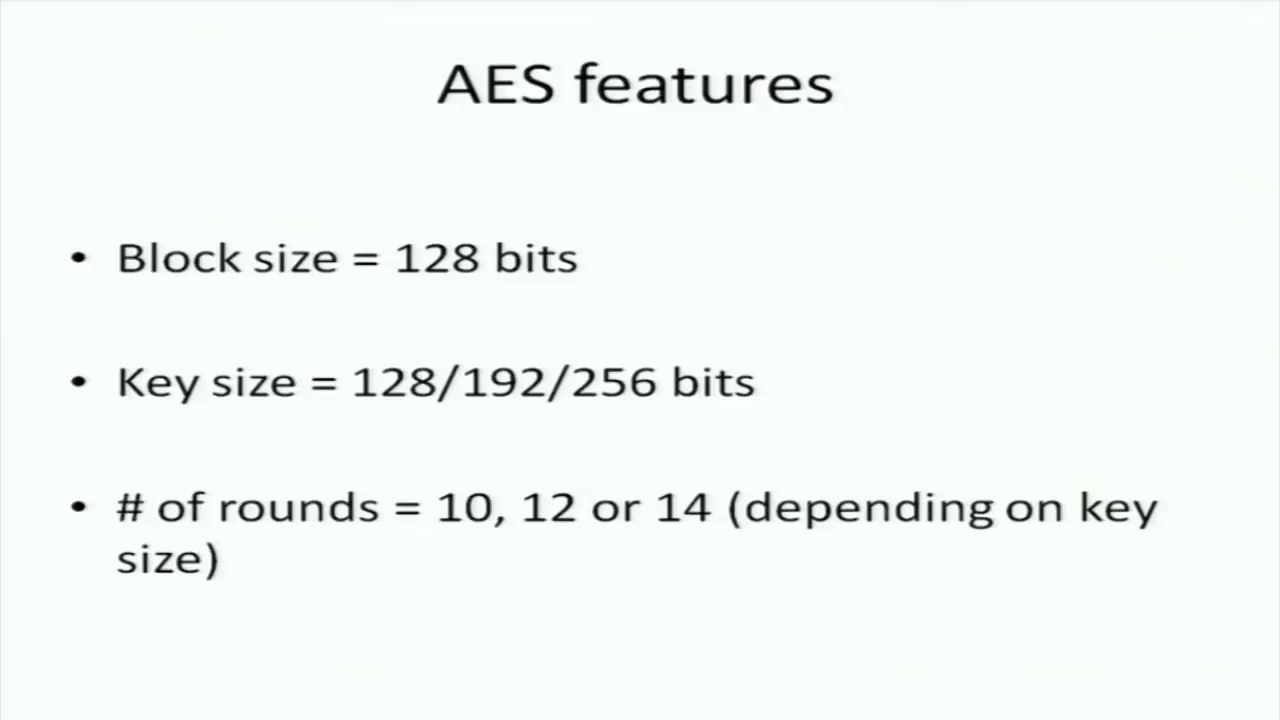 AES features
• Block size = 128 bits
• Key size = 128/192/256 bits
• # of rounds = 10, 12 or 14 (depending on key
size)